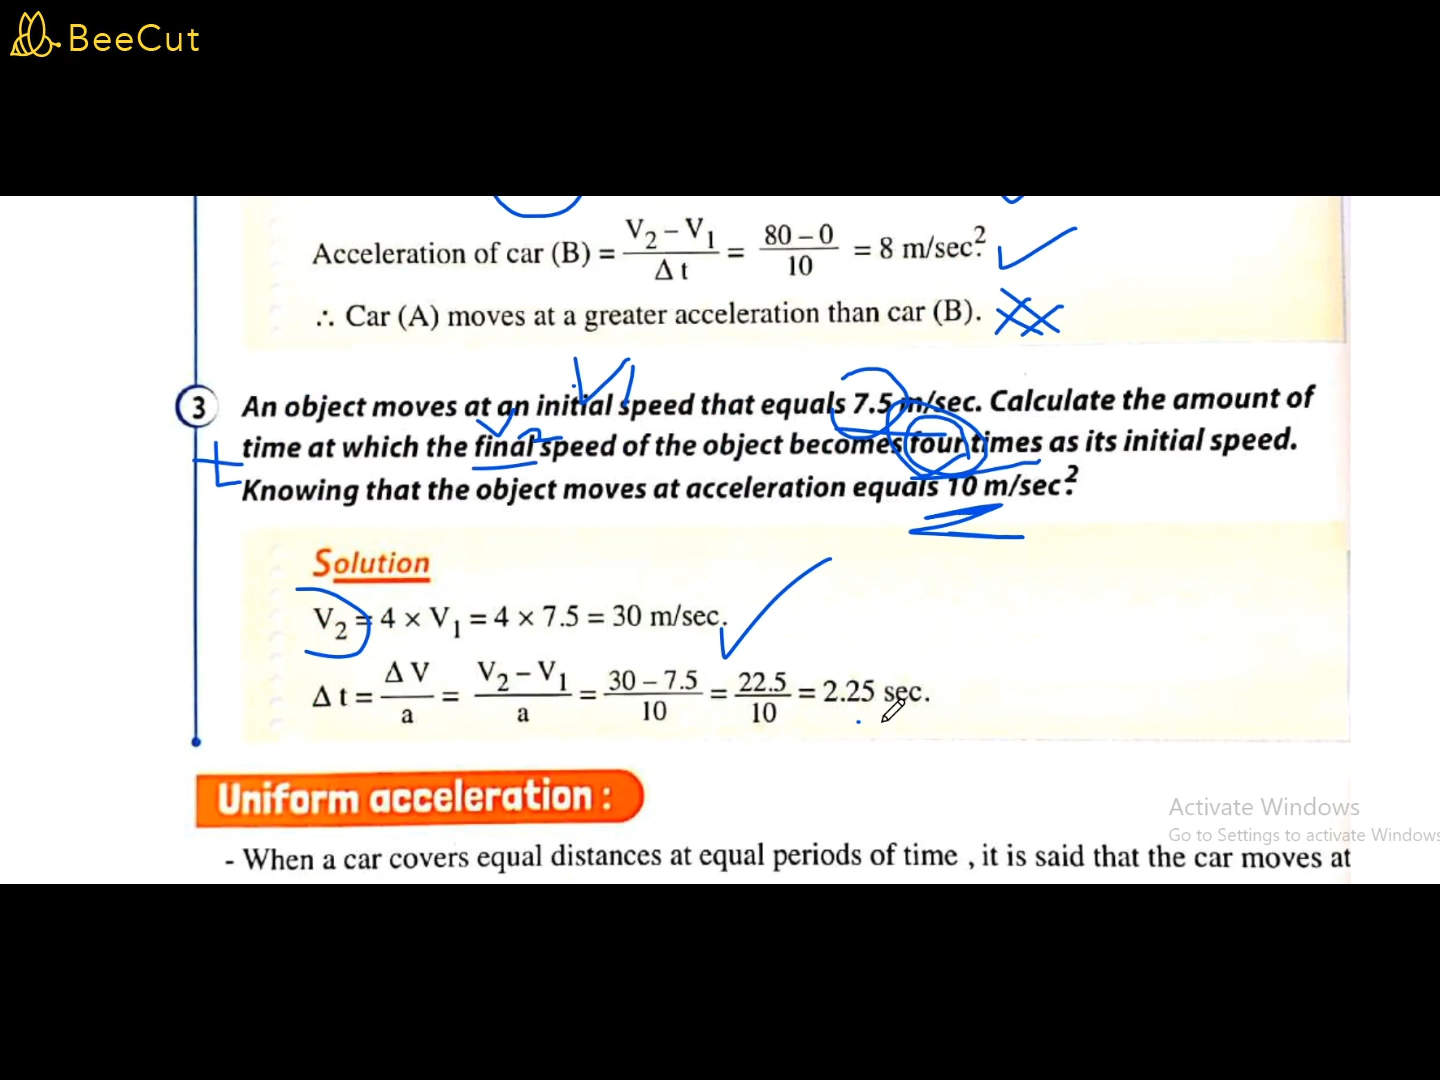 BeeCut
Acceleration of car (B) = V₂ – V₁ / Δ t = 80 – 0 / 10 = 8 m/sec²
∴ Car (A) moves at a greater acceleration than car (B).
3 An object moves at an initial speed that equals 7.5 m/sec. Calculate the amount of
time at which the final speed of the object becomes four times as its initial speed.
Knowing that the object moves at acceleration equals 10 m/sec²
Solution
V₂ = 4 × V₁ = 4 × 7.5 = 30 m/sec.
Δ t = Δ V / a = V₂ – V₁ / a = 30 – 7.5 / 10 = 22.5 / 10 = 2.25 sec.
Uniform acceleration :
- When a car covers equal distances at equal periods of time , it is said that the car moves at
Activate Windows
Go to Settings to activate Windows